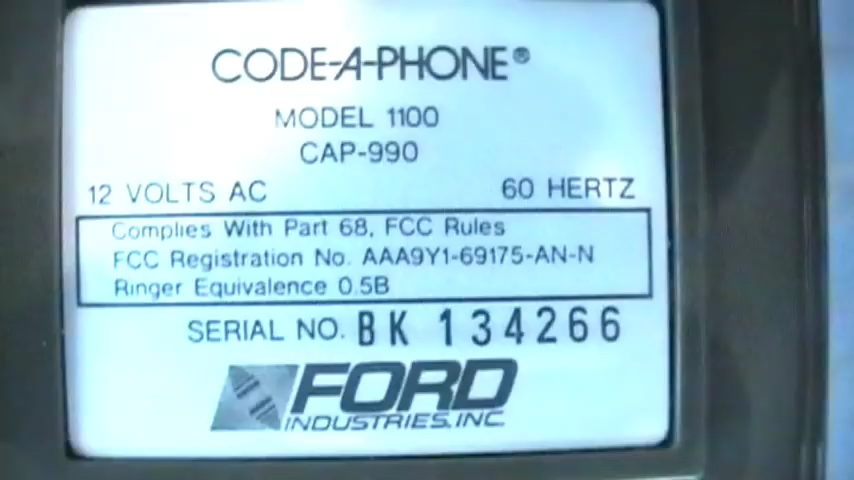 CODE-A-PHONE®
MODEL 1100
CAP-990
12 VOLTS AC 60 HERTZ
Complies With Part 68, FCC Rules
FCC Registration No. AAA9Y1-69175-AN-N
Ringer Equivalence 0.5B
SERIAL NO. BK 134266
FORD
INDUSTRIES, INC.